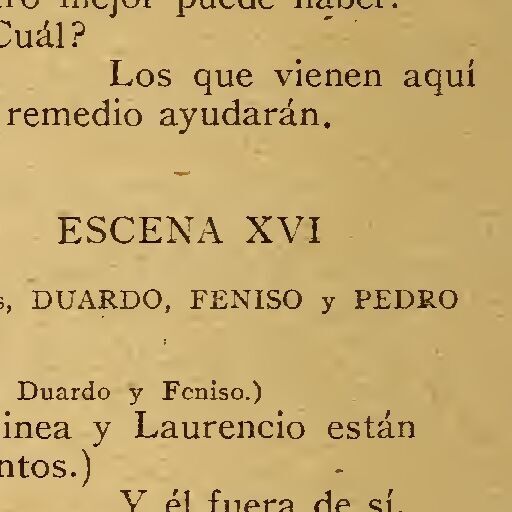 mejor puede haber.
Cuál?
Los que vienen aquí
remedio ayudarán.
ESCENA XVI
DUARDO, FENISO y PEDRO
Duardo y Feniso.)
inea y Laurencio están
ntos.)
Y él fuera de sí.